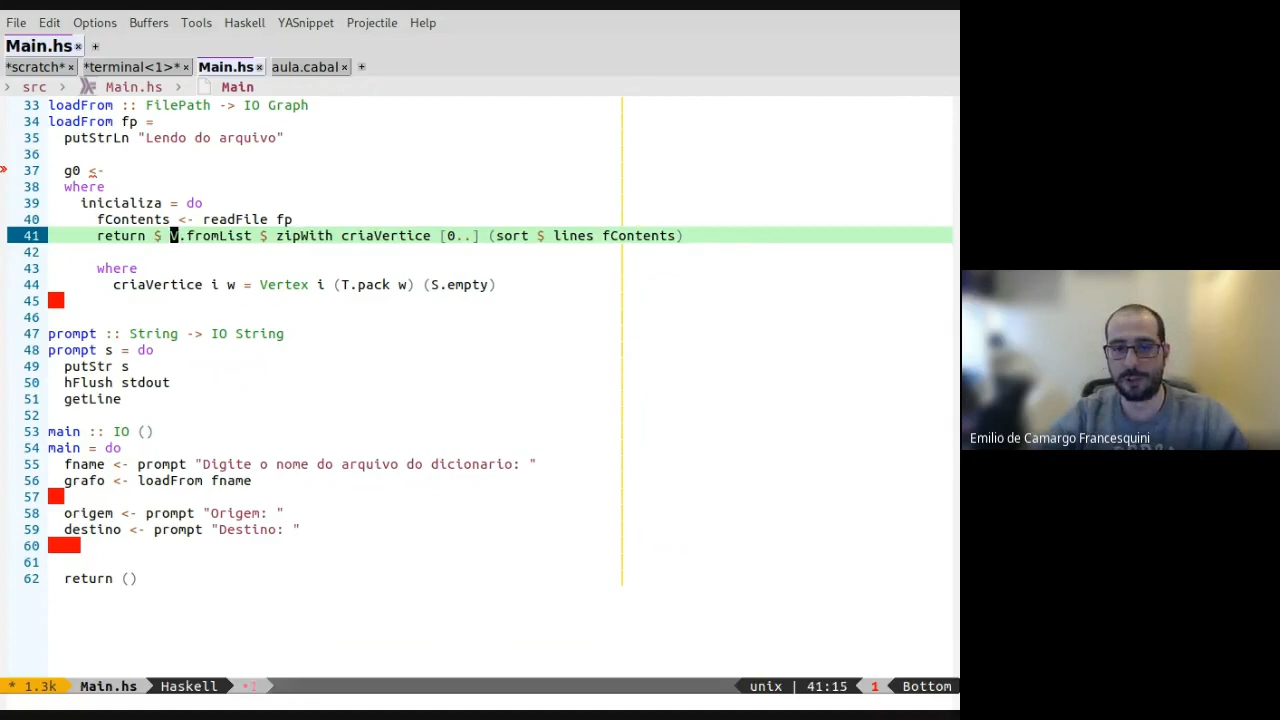 File Edit Options Buffers Tools Haskell YASnippet Projectile Help
Main.hs × +
*scratch* × *terminal<1>* × Main.hs × aula.cabal × +
> src > Main.hs > Main
33 loadFrom :: FilePath -> IO Graph
34 loadFrom fp =
35   putStrLn "Lendo do arquivo"
36
37   g0 <-
38   where
39     inicializa = do
40       fContents <- readFile fp
41       return $ V.fromList $ zipWith criaVertice [0..] (sort $ lines fContents)
42
43       where
44         criaVertice i w = Vertex i (T.pack w) (S.empty)
45
46
47 prompt :: String -> IO String
48 prompt s = do
49   putStr s
50   hFlush stdout
51   getLine
52
53 main :: IO ()
54 main = do
55   fname <- prompt "Digite o nome do arquivo do dicionario: "
56   grafo <- loadFrom fname
57
58   origem <- prompt "Origem: "
59   destino <- prompt "Destino: "
60
61
62   return ()
* 1.3k Main.hs Haskell •1 unix | 41:15 1 Bottom
Emilio de Camargo Francesquini